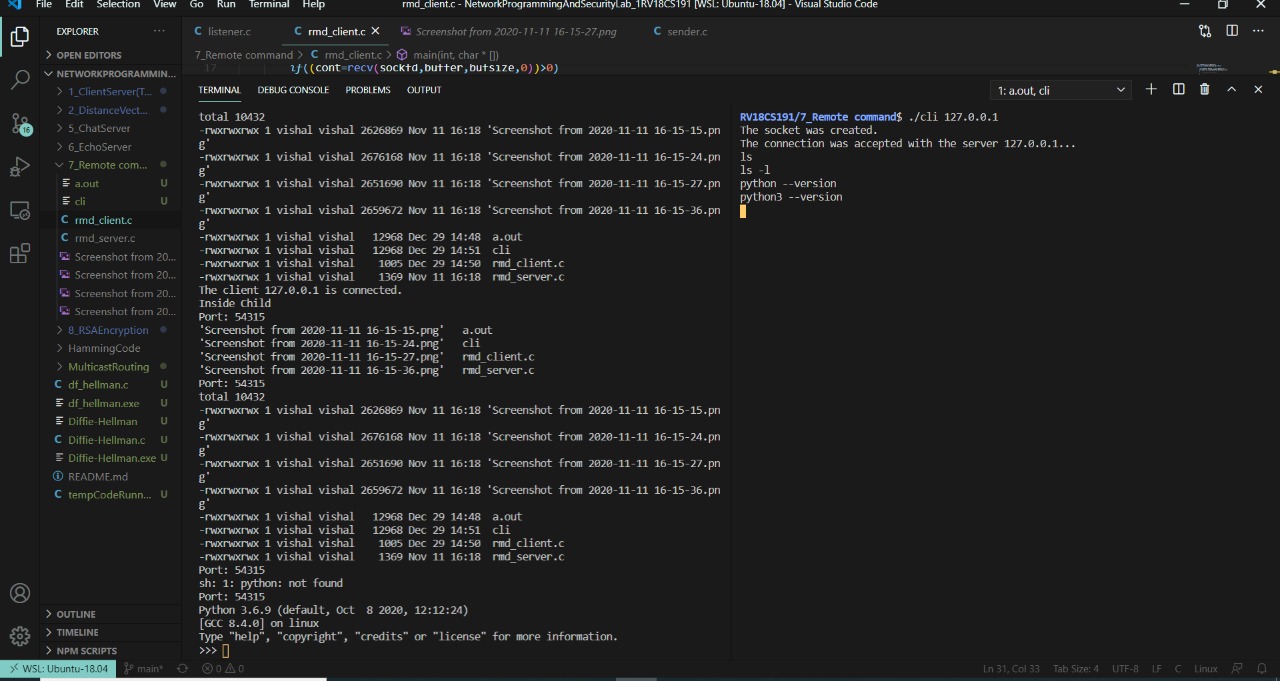 File Edit Selection View Go Run Terminal Help
rmd_client.c - NetworkProgrammingAndSecurityLab_1RV18CS191 [WSL: Ubuntu-18.04] - Visual Studio Code
EXPLORER
OPEN EDITORS
NETWORKPROGRAMMIN...
1_ClientServer(T...
2_DistanceVect...
5_ChatServer
6_EchoServer
7_Remote com...
a.out U
cli U
rmd_client.c
rmd_server.c
Screenshot from 20...
Screenshot from 20...
Screenshot from 20...
Screenshot from 20...
8_RSAEncryption
HammingCode
MulticastRouting
df_hellman.c U
df_hellman.exe U
Diffie-Hellman U
Diffie-Hellman.c U
Diffie-Hellman.exe U
README.md
tempCodeRunn... U
OUTLINE
TIMELINE
NPM SCRIPTS
16
listener.c
rmd_client.c
Screenshot from 2020-11-11 16-15-27.png
sender.c
7_Remote command > C rmd_client.c > main(int, char * [])
17 if((cont=recv(sockfd,buffer,bufsize,0))>0)
TERMINAL DEBUG CONSOLE PROBLEMS OUTPUT
1: a.out, cli
total 10432
-rwxrwxrwx 1 vishal vishal 2626869 Nov 11 16:18 'Screenshot from 2020-11-11 16-15-15.pn
g'
-rwxrwxrwx 1 vishal vishal 2676168 Nov 11 16:18 'Screenshot from 2020-11-11 16-15-24.pn
g'
-rwxrwxrwx 1 vishal vishal 2651690 Nov 11 16:18 'Screenshot from 2020-11-11 16-15-27.pn
g'
-rwxrwxrwx 1 vishal vishal 2659672 Nov 11 16:18 'Screenshot from 2020-11-11 16-15-36.pn
g'
-rwxrwxrwx 1 vishal vishal 12968 Dec 29 14:48 a.out
-rwxrwxrwx 1 vishal vishal 12968 Dec 29 14:51 cli
-rwxrwxrwx 1 vishal vishal 1005 Dec 29 14:50 rmd_client.c
-rwxrwxrwx 1 vishal vishal 1369 Nov 11 16:18 rmd_server.c
The client 127.0.0.1 is connected.
Inside Child
Port: 54315
'Screenshot from 2020-11-11 16-15-15.png' a.out
'Screenshot from 2020-11-11 16-15-24.png' cli
'Screenshot from 2020-11-11 16-15-27.png' rmd_client.c
'Screenshot from 2020-11-11 16-15-36.png' rmd_server.c
Port: 54315
total 10432
-rwxrwxrwx 1 vishal vishal 2626869 Nov 11 16:18 'Screenshot from 2020-11-11 16-15-15.pn
g'
-rwxrwxrwx 1 vishal vishal 2676168 Nov 11 16:18 'Screenshot from 2020-11-11 16-15-24.pn
g'
-rwxrwxrwx 1 vishal vishal 2651690 Nov 11 16:18 'Screenshot from 2020-11-11 16-15-27.pn
g'
-rwxrwxrwx 1 vishal vishal 2659672 Nov 11 16:18 'Screenshot from 2020-11-11 16-15-36.pn
g'
-rwxrwxrwx 1 vishal vishal 12968 Dec 29 14:48 a.out
-rwxrwxrwx 1 vishal vishal 12968 Dec 29 14:51 cli
-rwxrwxrwx 1 vishal vishal 1005 Dec 29 14:50 rmd_client.c
-rwxrwxrwx 1 vishal vishal 1369 Nov 11 16:18 rmd_server.c
Port: 54315
sh: 1: python: not found
Port: 54315
Python 3.6.9 (default, Oct 8 2020, 12:12:24)
[GCC 8.4.0] on linux
Type "help", "copyright", "credits" or "license" for more information.
>>>
RV18CS191/7_Remote command$ ./cli 127.0.0.1
The socket was created.
The connection was accepted with the server 127.0.0.1...
ls
ls -l
python --version
python3 --version
WSL: Ubuntu-18.04 main* 0 0
Ln 31, Col 33 Tab Size: 4 UTF-8 LF C Linux